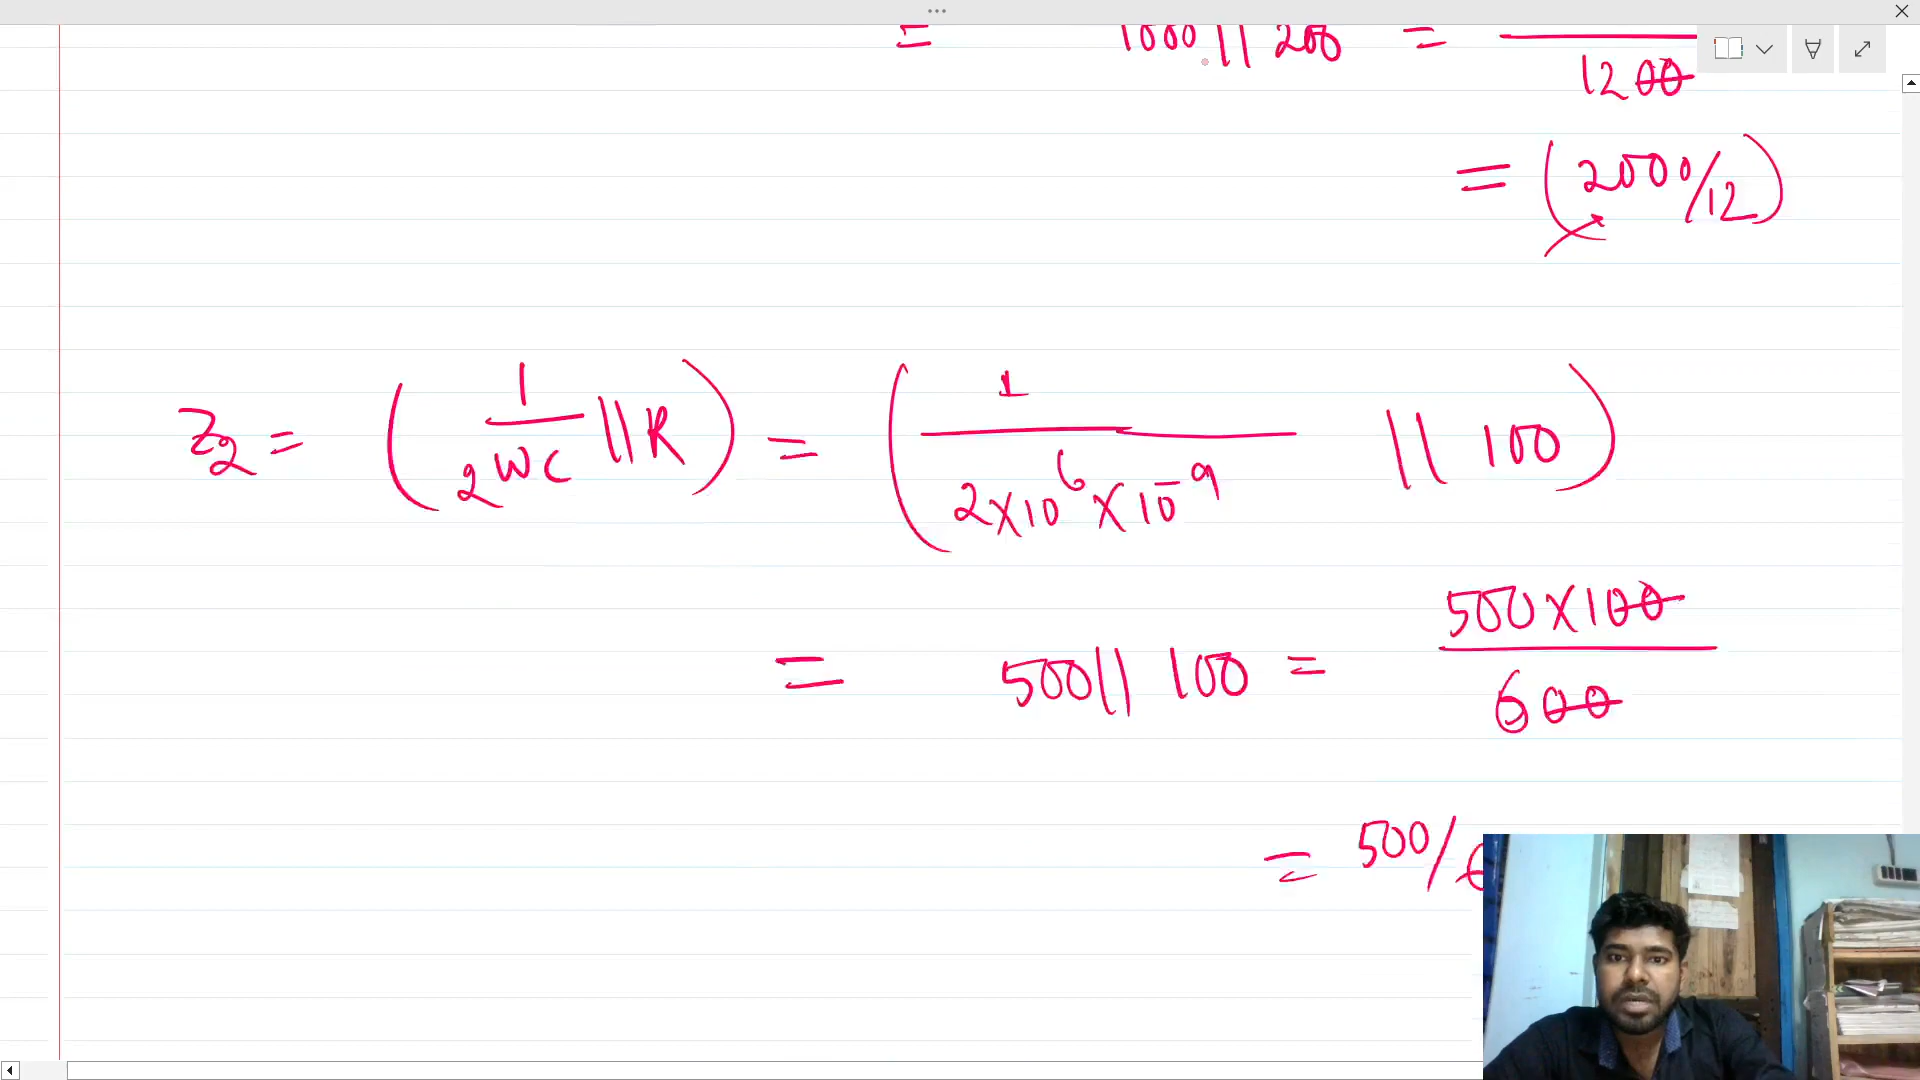 = 1000 || 200 = 1200
= (2000/12)
Z2 = (1/2WC || R) = (1/2×10^6×10^-9 || 100)
= 500 || 100 = 500×100/600
= 500/6